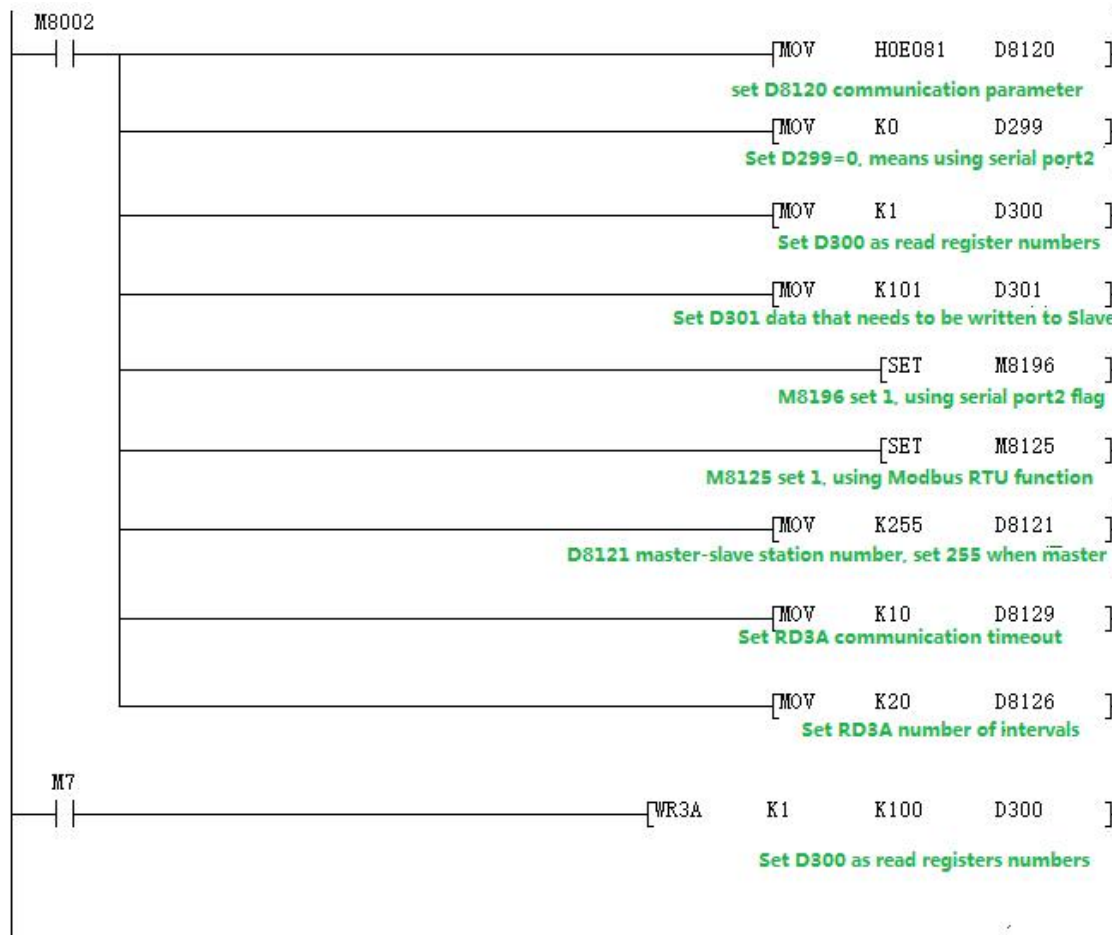 M8002
[MOV H0E081 D8120 ]
set D8120 communication parameter
[MOV K0 D299 ]
Set D299=0, means using serial port2
[MOV K1 D300 ]
Set D300 as read register numbers
[MOV K101 D301 ]
Set D301 data that needs to be written to Slave
[SET M8196 ]
M8196 set 1, using serial port2 flag
[SET M8125 ]
M8125 set 1, using Modbus RTU function
[MOV K255 D8121 ]
D8121 master-slave station number, set 255 when master
[MOV K10 D8129 ]
Set RD3A communication timeout
[MOV K20 D8126 ]
Set RD3A number of intervals
M7
[WR3A K1 K100 D300 ]
Set D300 as read registers numbers